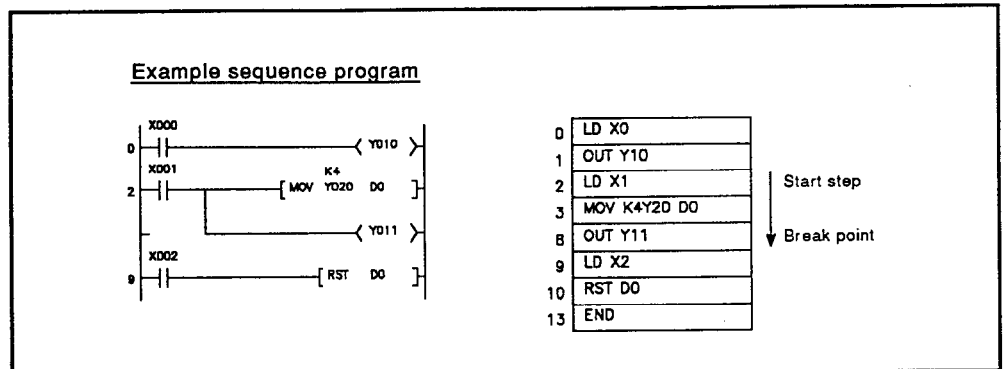 Example sequence program
X000
0 Y010
X001 K4
2 MOV Y020 D0
Y011
X002
9 RST D0
0 LD X0
1 OUT Y10
2 LD X1 Start step
3 MOV K4Y20 D0
8 OUT Y11 Break point
9 LD X2
10 RST D0
13 END